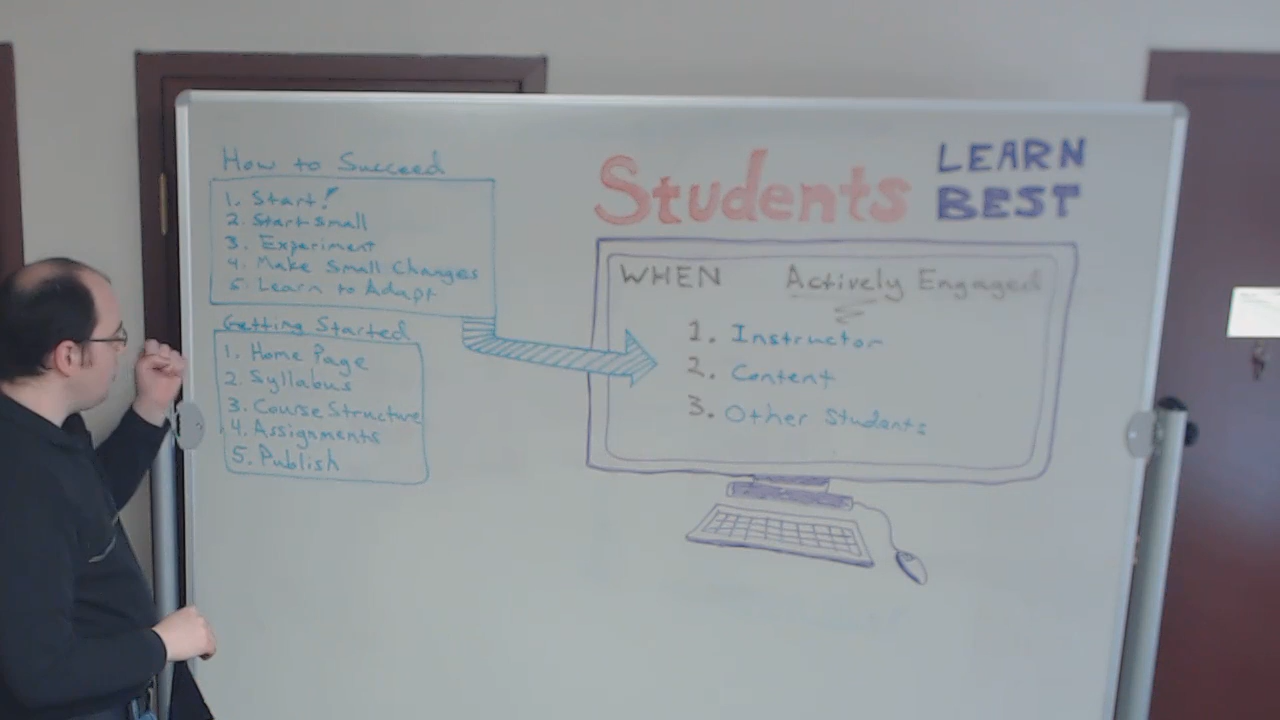 How to Succeed
1. Start!
2. Start small
3. Experiment
4. Make Small Changes
5. Learn to Adapt
Getting Started
1. Home Page
2. Syllabus
3. Course Structure
4. Assignments
5. Publish
Students LEARN BEST
WHEN Actively Engaged
1. Instructor
2. Content
3. Other Students